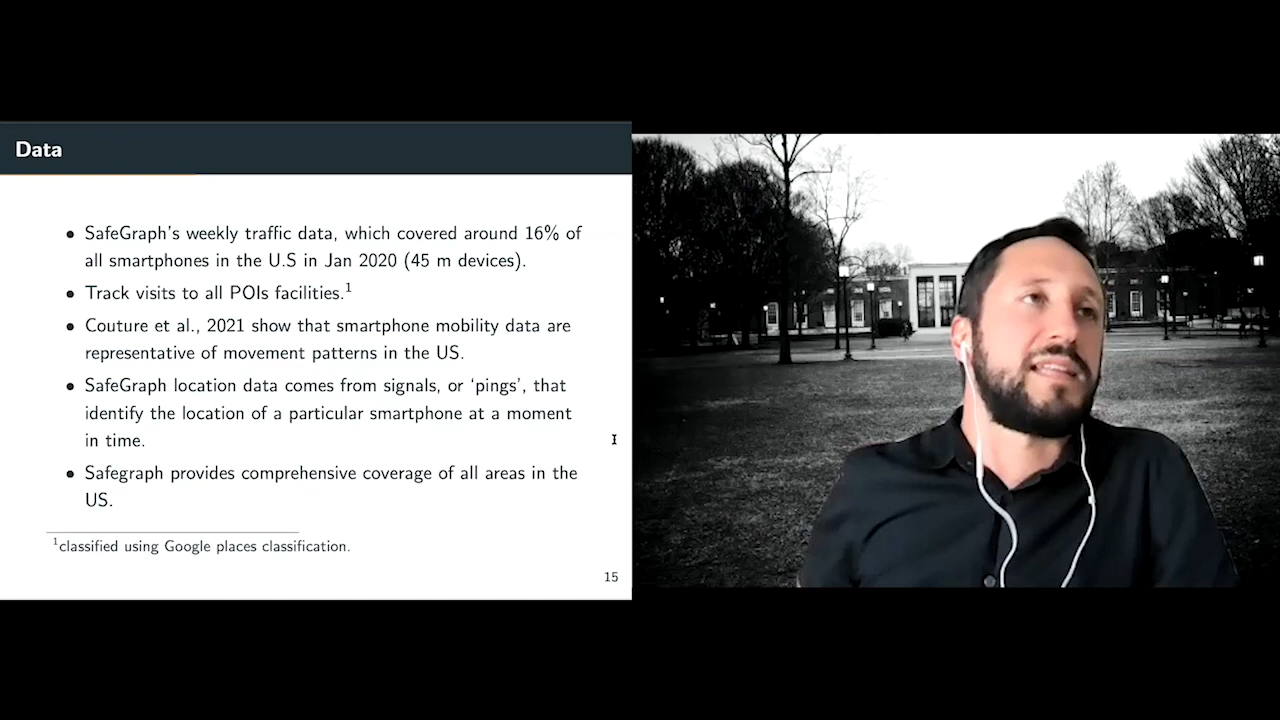 Data
• SafeGraph's weekly traffic data, which covered around 16% of
all smartphones in the U.S in Jan 2020 (45 m devices).
• Track visits to all POIs facilities.¹
• Couture et al., 2021 show that smartphone mobility data are
representative of movement patterns in the US.
• SafeGraph location data comes from signals, or ‘pings’, that
identify the location of a particular smartphone at a moment
in time.
• Safegraph provides comprehensive coverage of all areas in the
US.
¹classified using Google places classification.
15